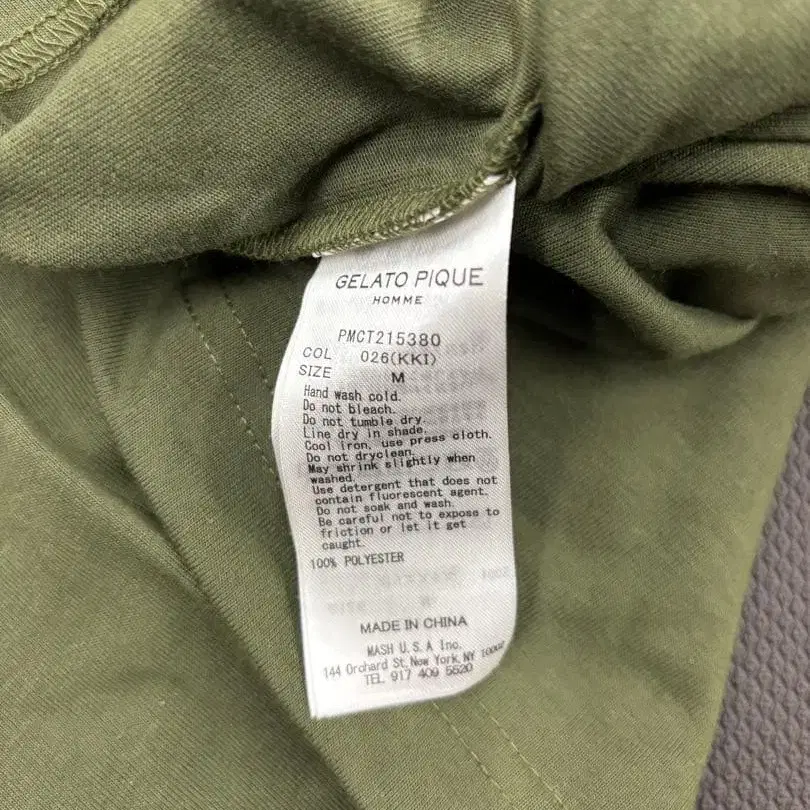 GELATO PIQUE
HOMME
PMCT215380
COL 026(KKI)
SIZE M
Hand wash cold.
Do not bleach.
Do not tumble dry.
Line dry in shade.
Cool iron, use press cloth.
Do not dryclean.
May shrink slightly when
washed.
Use detergent that does not
contain fluorescent agent.
Do not soak and wash.
Be careful not to expose to
friction or let it get
caught.
100% POLYESTER
MADE IN CHINA
MASH U.S.A Inc.
144 Orchard St, New York, NY 10002
TEL 917 409 5520